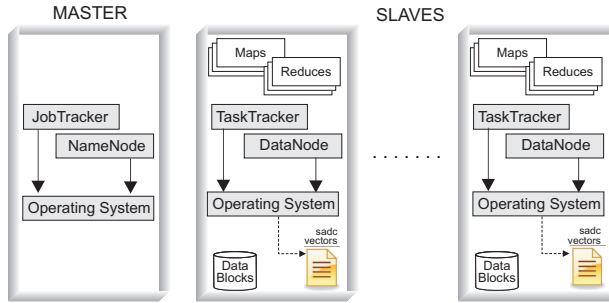 MASTER
SLAVES
JobTracker
NameNode
Operating System
Maps
Reduces
TaskTracker
DataNode
Operating System
sadc
vectors
Data
Blocks
.......
Maps
Reduces
TaskTracker
DataNode
Operating System
sadc
vectors
Data
Blocks